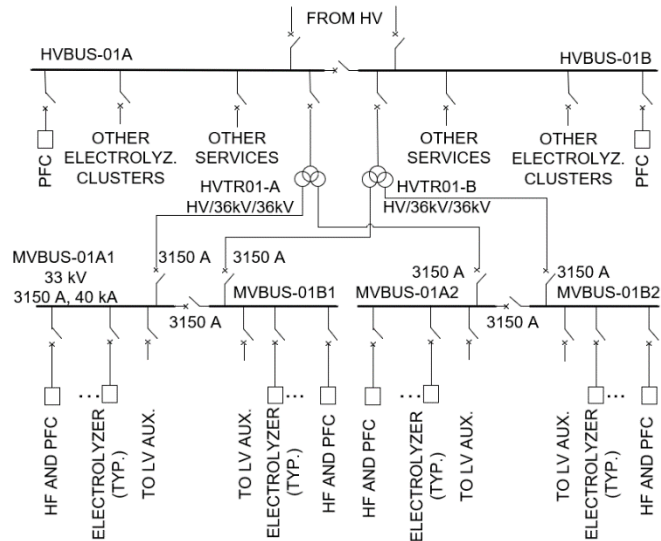 FROM HV
HVBUS-01A
HVBUS-01B
PFC
OTHER
ELECTROLYZ.
CLUSTERS
OTHER
SERVICES
OTHER
SERVICES
OTHER
ELECTROLYZ.
CLUSTERS
PFC
HVTR01-A
HV/36kV/36kV
HVTR01-B
HV/36kV/36kV
MVBUS-01A1
33 kV
3150 A, 40 kA
3150 A
3150 A
3150 A
3150 A
3150 A
MVBUS-01B1
MVBUS-01A2
3150 A
MVBUS-01B2
HF AND PFC
...
ELECTROLYZER
(TYP.)
TO LV AUX.
TO LV AUX.
ELECTROLYZER
(TYP.)
...
HF AND PFC
HF AND PFC
...
ELECTROLYZER
(TYP.)
TO LV AUX.
TO LV AUX.
ELECTROLYZER
(TYP.)
...
HF AND PFC